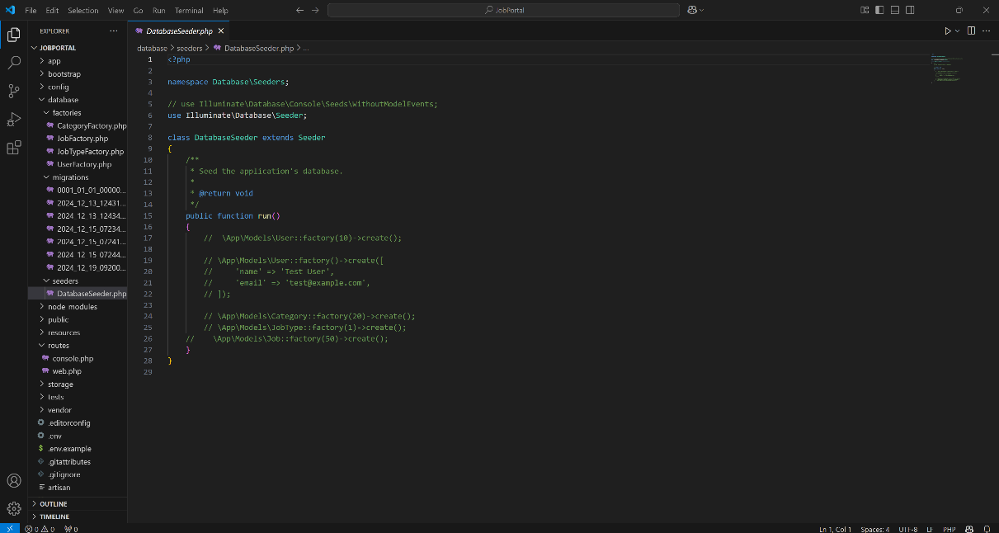 File Edit Selection View Go Run Terminal Help
JobPortal
EXPLORER
JOBPORTAL
app
bootstrap
config
database
factories
CategoryFactory.php
JobFactory.php
JobTypeFactory.php
UserFactory.php
migrations
0001_01_01_00000...
2024_12_13_12431...
2024_12_13_12434...
2024_12_15_07234...
2024_12_15_07241...
2024_12_15_07244...
2024_12_19_09200...
seeders
DatabaseSeeder.php
node_modules
public
resources
routes
console.php
web.php
storage
tests
vendor
.editorconfig
.env
.env.example
.gitattributes
.gitignore
artisan
OUTLINE
TIMELINE
DatabaseSeeder.php
database > seeders > DatabaseSeeder.php > ...
1 <?php
2
3 namespace Database\Seeders;
4
5 // use Illuminate\Database\Console\Seeds\WithoutModelEvents;
6 use Illuminate\Database\Seeder;
7
8 class DatabaseSeeder extends Seeder
9 {
10 /**
11 * Seed the application's database.
12 *
13 * @return void
14 */
15 public function run()
16 {
17 // \App\Models\User::factory(10)->create();
18
19 // \App\Models\User::factory()->create([
20 // 'name' => 'Test User',
21 // 'email' => 'test@example.com',
22 // ]);
23
24 // \App\Models\Category::factory(20)->create();
25 // \App\Models\JobType::factory(1)->create();
26 // \App\Models\Job::factory(50)->create();
27 }
28 }
29
0 0 0
Ln 1, Col 1 Spaces: 4 UTF-8 LF PHP